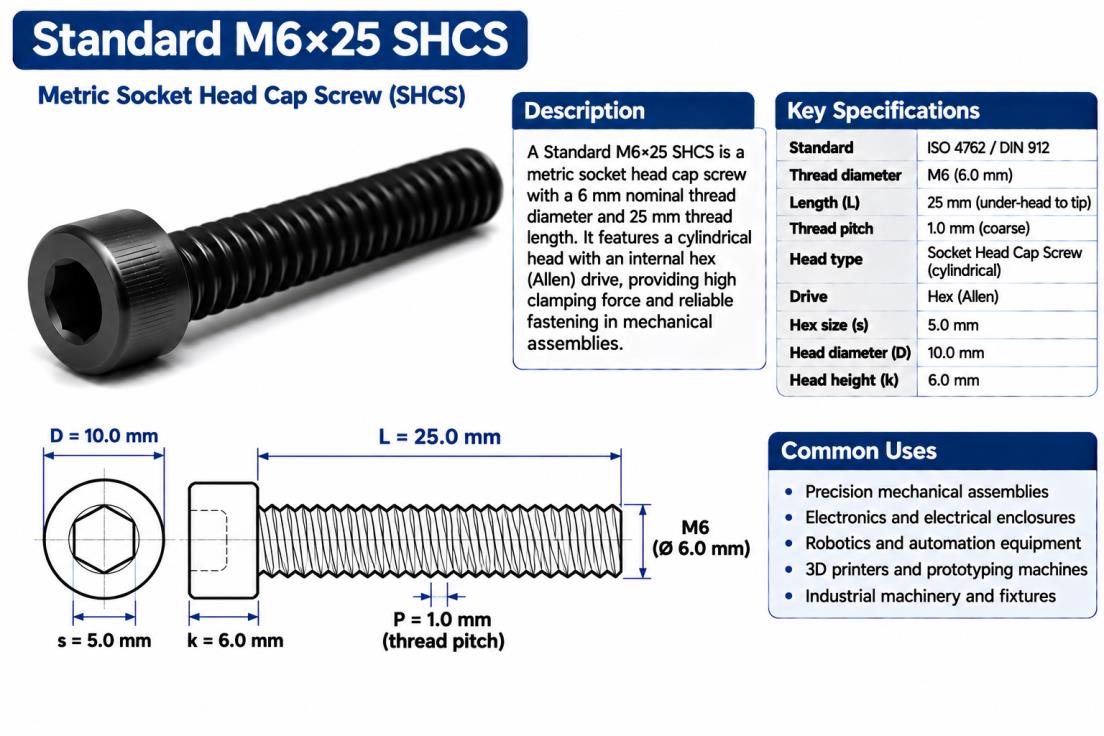 Standard M6×25 SHCS
Metric Socket Head Cap Screw (SHCS)
Description
A Standard M6×25 SHCS is a
metric socket head cap screw
with a 6 mm nominal thread
diameter and 25 mm thread
length. It features a cylindrical
head with an internal hex
(Allen) drive, providing high
clamping force and reliable
fastening in mechanical
assemblies.
Key Specifications
Standard ISO 4762 / DIN 912
Thread diameter M6 (6.0 mm)
Length (L) 25 mm (under-head to tip)
Thread pitch 1.0 mm (coarse)
Head type Socket Head Cap Screw
(cylindrical)
Drive Hex (Allen)
Hex size (s) 5.0 mm
Head diameter (D) 10.0 mm
Head height (k) 6.0 mm
D = 10.0 mm
L = 25.0 mm
M6
(Ø 6.0 mm)
P = 1.0 mm
(thread pitch)
s = 5.0 mm
k = 6.0 mm
Common Uses
• Precision mechanical assemblies
• Electronics and electrical enclosures
• Robotics and automation equipment
• 3D printers and prototyping machines
• Industrial machinery and fixtures